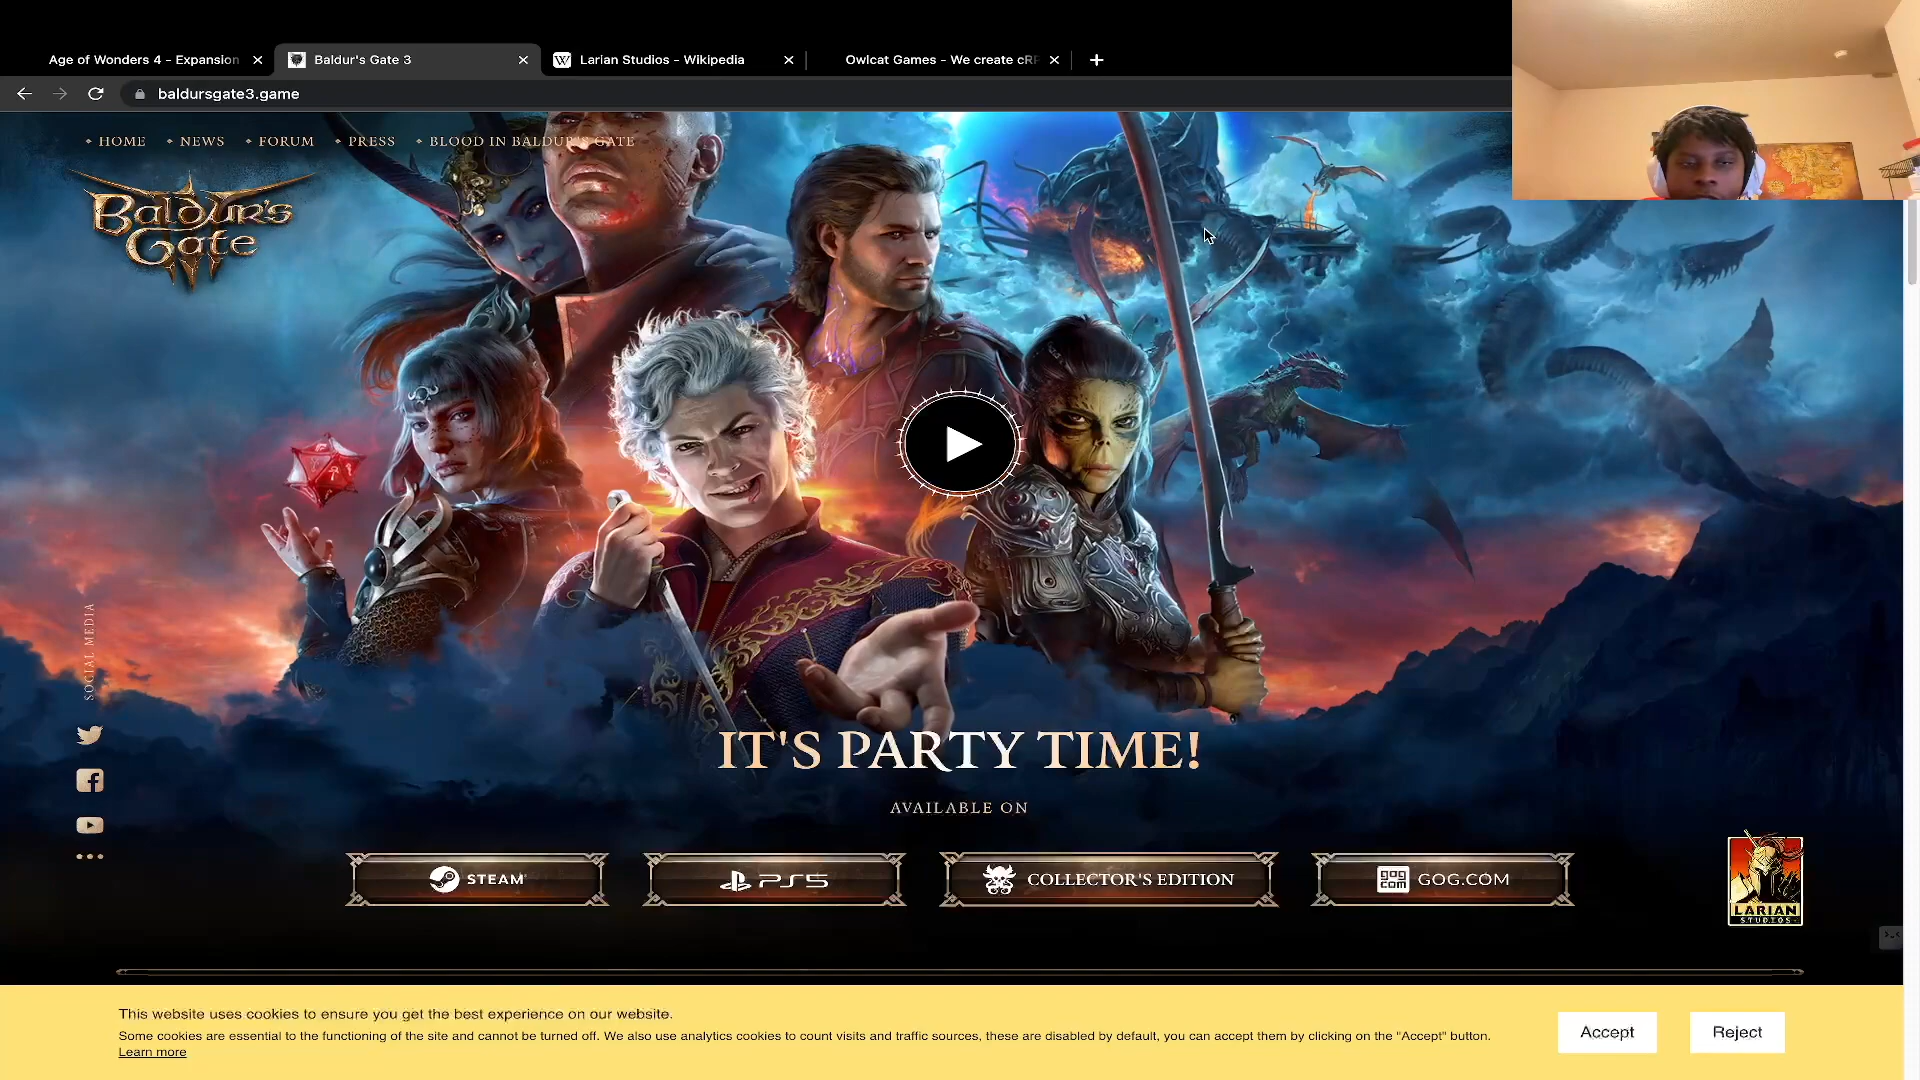 Age of Wonders 4 - Expansion
Baldur's Gate 3
Larian Studios - Wikipedia
Owlcat Games - We create cRP
baldursgate3.game
HOME
NEWS
FORUM
PRESS
BLOOD IN BALDUR'S GATE
Baldur's
Gate
SOCIAL MEDIA
IT'S PARTY TIME!
AVAILABLE ON
STEAM
PS5
COLLECTOR'S EDITION
gog
com
GOG.COM
LARIAN
STUDIOS
This website uses cookies to ensure you get the best experience on our website.
Some cookies are essential to the functioning of the site and cannot be turned off. We also use analytics cookies to count visits and traffic sources, these are disabled by default, you can accept them by clicking on the "Accept" button.
Learn more
Accept
Reject